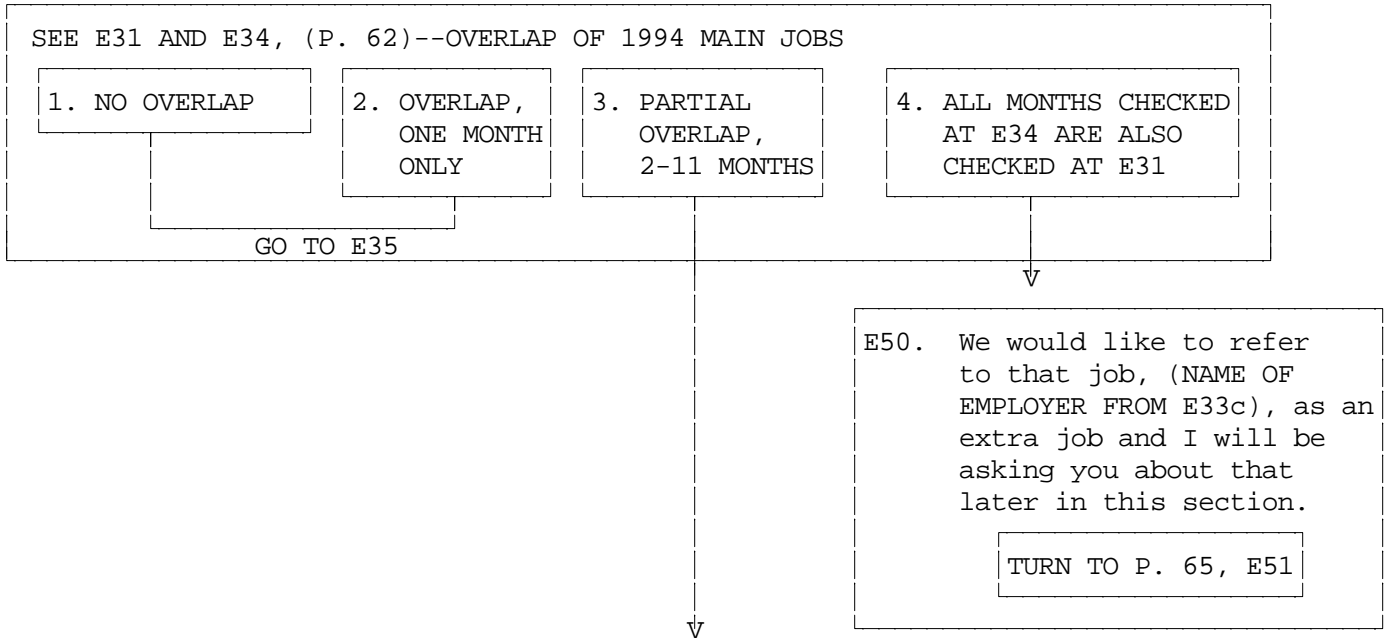 SEE E31 AND E34, (P. 62)--OVERLAP OF 1994 MAIN JOBS
1. NO OVERLAP
2. OVERLAP,
ONE MONTH
ONLY
3. PARTIAL
OVERLAP,
2-11 MONTHS
4. ALL MONTHS CHECKED
AT E34 ARE ALSO
CHECKED AT E31
GO TO E35
E50. We would like to refer
to that job, (NAME OF
EMPLOYER FROM E33c), as an
extra job and I will be
asking you about that
later in this section.
TURN TO P. 65, E51